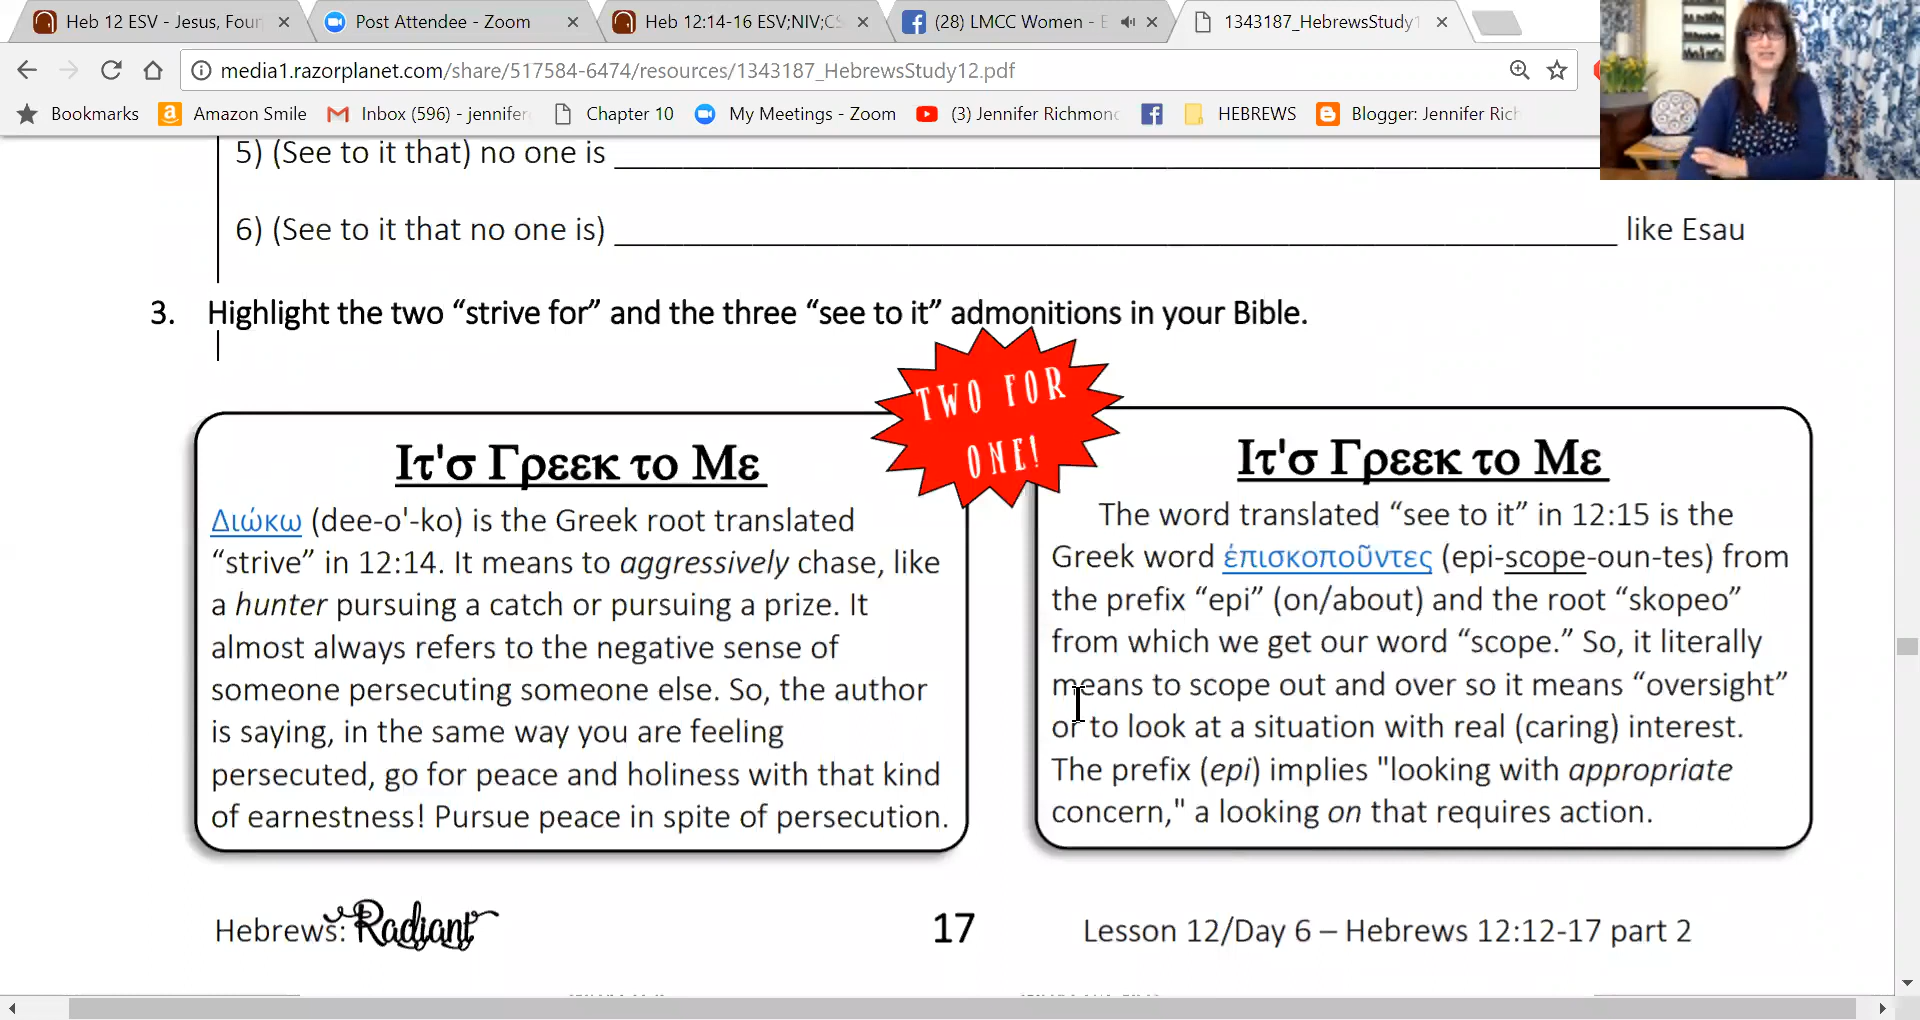 Heb 12 ESV - Jesus, Foun
Post Attendee - Zoom
Heb 12:14-16 ESV;NIV;CS
(28) LMCC Women - E
1343187_HebrewsStudy1
media1.razorplanet.com/share/517584-6474/resources/1343187_HebrewsStudy12.pdf
Bookmarks
Amazon Smile
Inbox (596) - jennifer
Chapter 10
My Meetings - Zoom
(3) Jennifer Richmond
HEBREWS
Blogger: Jennifer Rich
5) (See to it that) no one is
6) (See to it that no one is) like Esau
3. Highlight the two “strive for” and the three “see to it” admonitions in your Bible.
TWO FOR
ONE!
Ιτ'σ Γρεεκ το Με
Διώκω (dee-o'-ko) is the Greek root translated
“strive” in 12:14. It means to aggressively chase, like
a hunter pursuing a catch or pursuing a prize. It
almost always refers to the negative sense of
someone persecuting someone else. So, the author
is saying, in the same way you are feeling
persecuted, go for peace and holiness with that kind
of earnestness! Pursue peace in spite of persecution.
Ιτ'σ Γρεεκ το Με
The word translated “see to it” in 12:15 is the
Greek word ἐπισκοποῦντες (epi-scope-oun-tes) from
the prefix “epi” (on/about) and the root “skopeo”
from which we get our word “scope.” So, it literally
means to scope out and over so it means “oversight”
or to look at a situation with real (caring) interest.
The prefix (epi) implies "looking with appropriate
concern," a looking on that requires action.
Hebrews: Radiant
17
Lesson 12/Day 6 – Hebrews 12:12-17 part 2